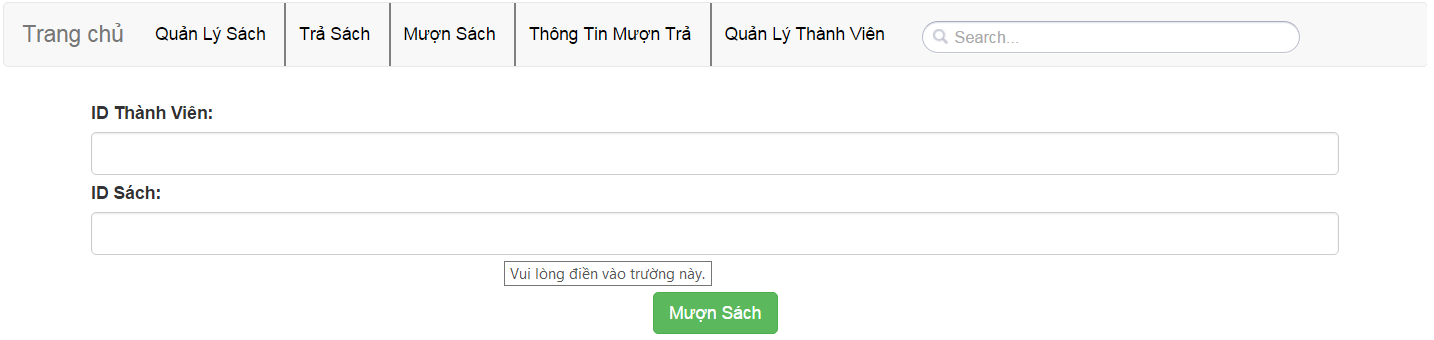 Trang chủ Quản Lý Sách Trả Sách Mượn Sách Thông Tin Mượn Trả Quản Lý Thành Viên Search...
ID Thành Viên:
ID Sách:
Vui lòng điền vào trường này.
Mượn Sách